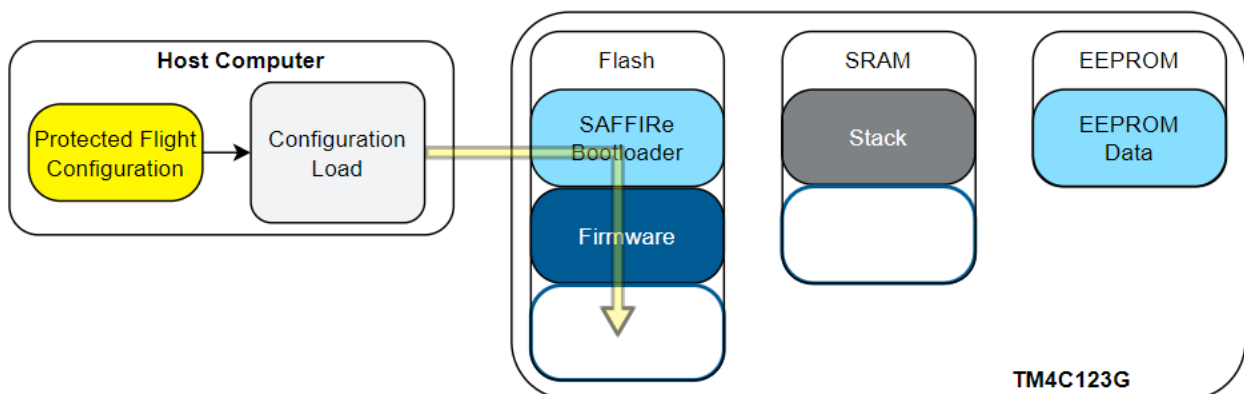 Host Computer
Protected Flight
Configuration
Configuration
Load
Flash
SAFFIRe
Bootloader
Firmware
SRAM
Stack
EEPROM
EEPROM
Data
TM4C123G